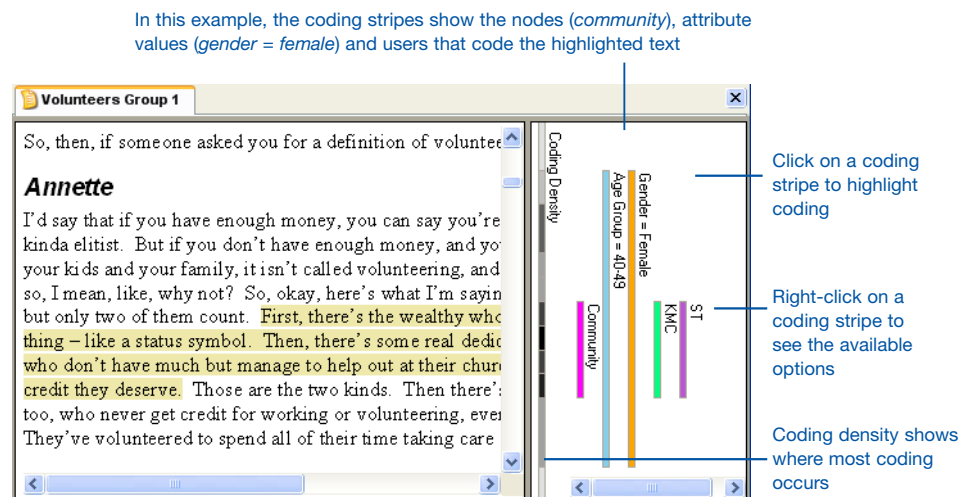 In this example, the coding stripes show the nodes (community), attribute
values (gender = female) and users that code the highlighted text
Volunteers Group 1
So, then, if someone asked you for a definition of voluntee
Annette
I'd say that if you have enough money, you can say you're
kinda elitist.  But if you don't have enough money, and yo
your kids and your family, it isn't called volunteering, and
so, I mean, like, why not?  So, okay, here's what I'm sayin
but only two of them count.  First, there's the wealthy who
thing – like a status symbol.  Then, there's some real dedic
who don't have much but manage to help out at their chur
credit they deserve.  Those are the two kinds.  Then there's
too, who never get credit for working or volunteering, ever
They've volunteered to spend all of their time taking care
Coding Density
Age Group = 40-49
Gender = Female
Community
KMC
ST
Click on a coding
stripe to highlight
coding
Right-click on a
coding stripe to
see the available
options
Coding density shows
where most coding
occurs